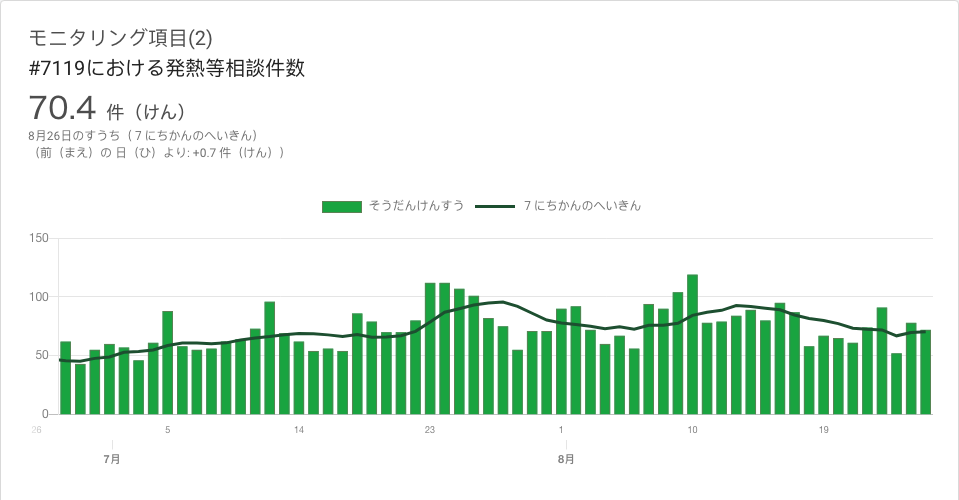 モニタリング項目(2)
#7119における発熱等相談件数
70.4 件（けん）
8月26日のすうち（７にちかんのへいきん）
（前（まえ）の 日（ひ）より: +0.7 件（けん））
そうだんけんすう　７にちかんのへいきん
150
100
50
0
26 5 14 23 1 10 19
7月 8月